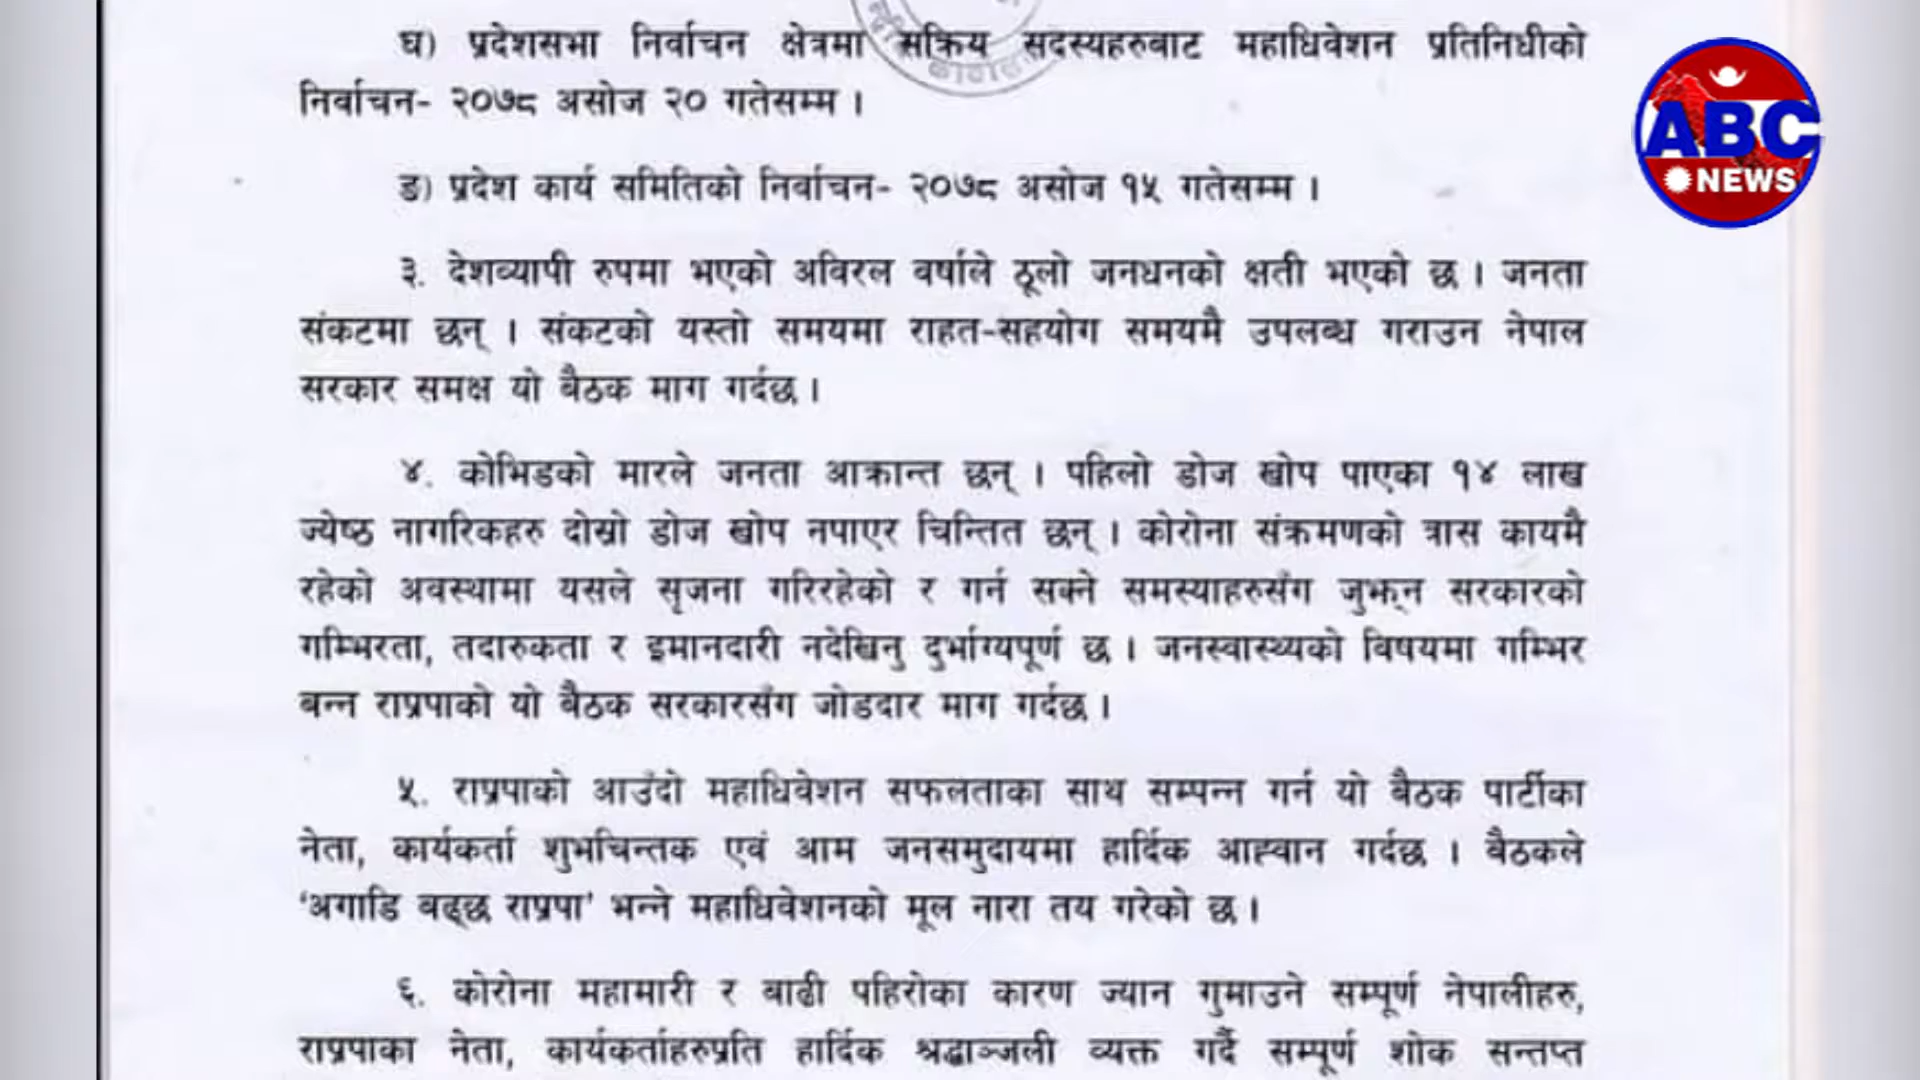 घ) प्रदेशसभा निर्वाचन क्षेत्रमा सक्रिय सदस्यहरुबाट महाधिवेशन प्रतिनिधीको
निर्वाचन- २०७८ असोज २० गतेसम्म ।
ङ) प्रदेश कार्य समितिको निर्वाचन- २०७८ असोज १५ गतेसम्म ।
३. देशव्यापी रुपमा भएको अविरल वर्षाले ठूलो जनधनको क्षती भएको छ । जनता
संकटमा छन् । संकटको यस्तो समयमा राहत-सहयोग समयमै उपलब्ध गराउन नेपाल
सरकार समक्ष यो बैठक माग गर्दछ ।
४. कोभिडको मारले जनता आक्रान्त छन् । पहिलो डोज खोप पाएका १४ लाख
ज्येष्ठ नागरिकहरु दोस्रो डोज खोप नपाएर चिन्तित छन् । कोरोना संक्रमणको त्रास कायमै
रहेको अवस्थामा यसले सृजना गरिरहेको र गर्न सक्ने समस्याहरुसँग जुझ्न सरकारको
गम्भिरता, तदारुकता र इमानदारी नदेखिनु दुर्भाग्यपूर्ण छ । जनस्वास्थ्यको विषयमा गम्भिर
बन्न राप्रपाको यो बैठक सरकारसँग जोडदार माग गर्दछ ।
५. राप्रपाको आउँदो महाधिवेशन सफलताका साथ सम्पन्न गर्न यो बैठक पार्टीका
नेता, कार्यकर्ता शुभचिन्तक एवं आम जनसमुदायमा हार्दिक आह्वान गर्दछ । बैठकले
‘अगाडि बढ्छ राप्रपा’ भन्ने महाधिवेशनको मूल नारा तय गरेको छ ।
६. कोरोना महामारी र बाढी पहिरोका कारण ज्यान गुमाउने सम्पूर्ण नेपालीहरु,
राप्रपाका नेता, कार्यकर्ताहरुप्रति हार्दिक श्रद्धाञ्जली व्यक्त गर्दै सम्पूर्ण शोक सन्तप्त
ABC
NEWS